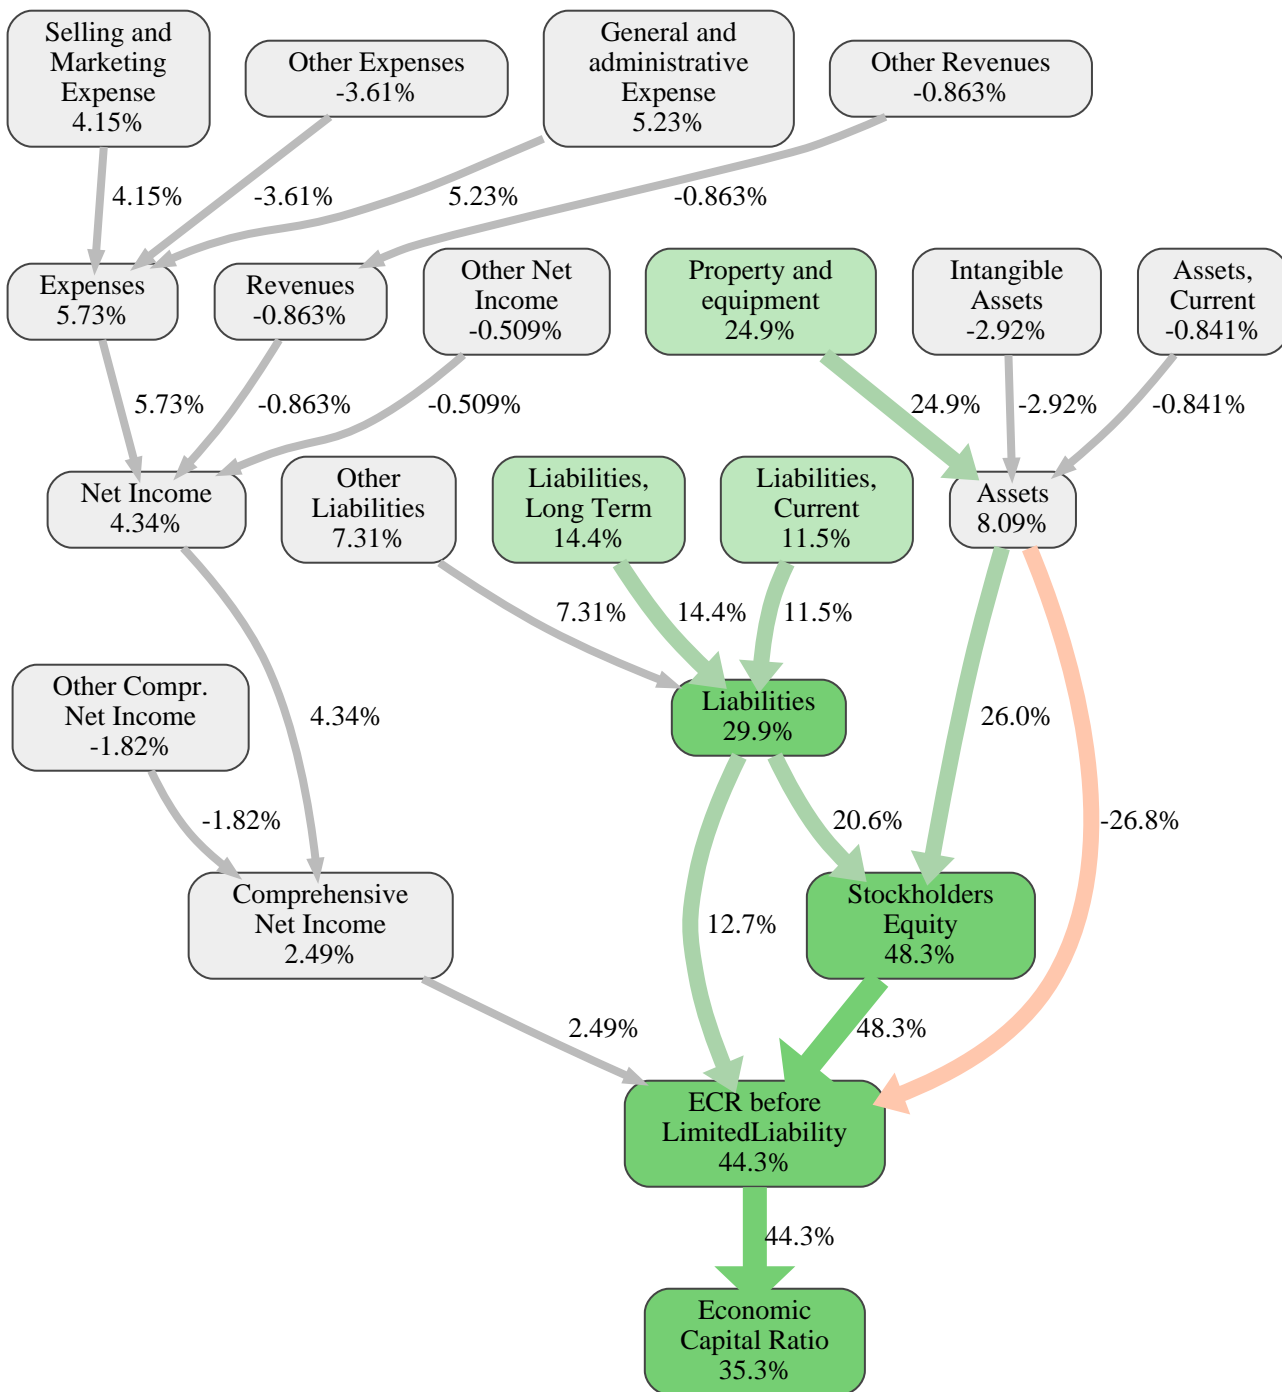 Selling and
Marketing
Expense
4.15%
Other Expenses
-3.61%
General and
administrative
Expense
5.23%
Other Revenues
-0.863%
4.15%
-3.61%
5.23%
-0.863%
Expenses
5.73%
Revenues
-0.863%
Other Net
Income
-0.509%
Property and
equipment
24.9%
Intangible
Assets
-2.92%
Assets,
Current
-0.841%
5.73%
-0.863%
-0.509%
24.9%
-2.92%
-0.841%
Net Income
4.34%
Other
Liabilities
7.31%
Liabilities,
Long Term
14.4%
Liabilities,
Current
11.5%
Assets
8.09%
7.31%
14.4%
11.5%
Other Compr.
Net Income
-1.82%
4.34%
Liabilities
29.9%
26.0%
-1.82%
20.6%
-26.8%
Comprehensive
Net Income
2.49%
12.7%
Stockholders
Equity
48.3%
2.49%
48.3%
ECR before
LimitedLiability
44.3%
44.3%
Economic
Capital Ratio
35.3%